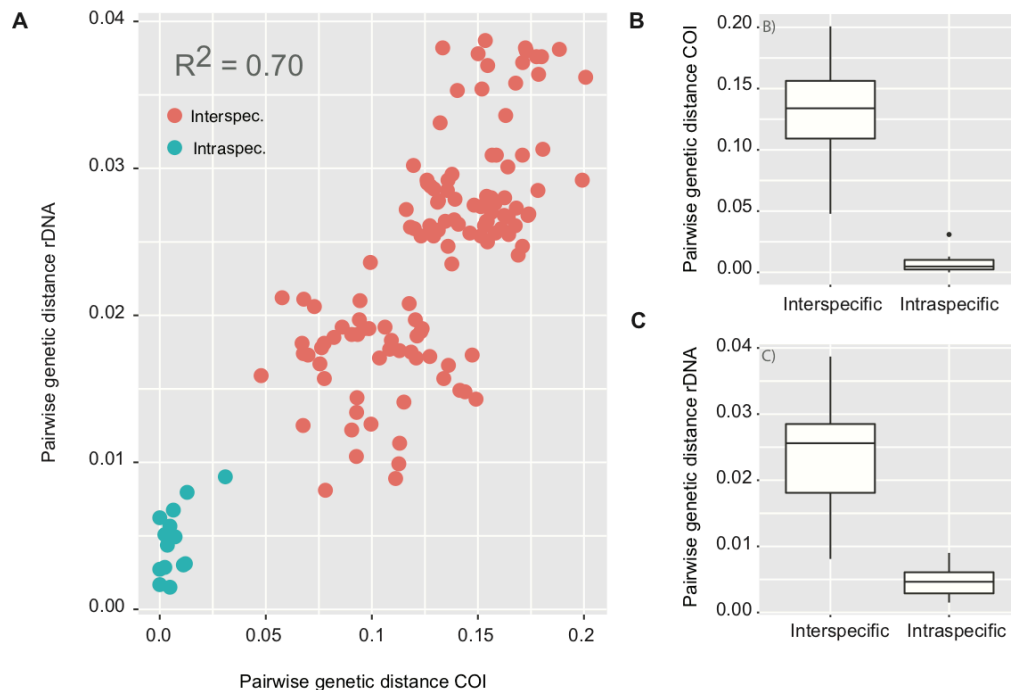 A
R² = 0.70
Interspec.
Intraspec.
Pairwise genetic distance rDNA
0.04
0.03
0.02
0.01
0.00
0.0 0.05 0.1 0.15 0.2
Pairwise genetic distance COI
B
B)
Pairwise genetic distance COI
0.20
0.15
0.10
0.05
0.00
Interspecific Intraspecific
C
C)
Pairwise genetic distance rDNA
0.04
0.03
0.02
0.01
0.00
Interspecific Intraspecific